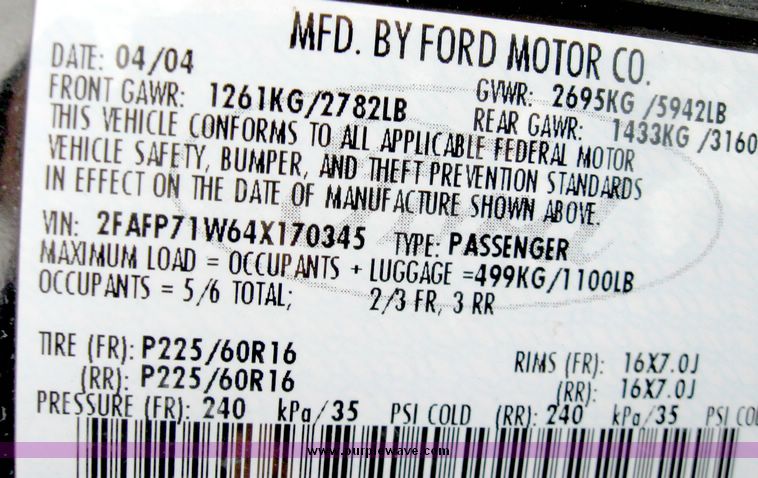 MFD. BY FORD MOTOR CO.
DATE: 04/04
FRONT GAWR: 1261KG/2782LB
GVWR: 2695KG /5942LB
REAR GAWR: 1433KG /3160
THIS VEHICLE CONFORMS TO ALL APPLICABLE FEDERAL MOTOR
VEHICLE SAFETY, BUMPER, AND THEFT PREVENTION STANDARDS
IN EFFECT ON THE DATE OF MANUFACTURE SHOWN ABOVE.
VIN: 2FAFP71W64X170345 TYPE: PASSENGER
MAXIMUM LOAD = OCCUPANTS + LUGGAGE =499KG/1100LB
OCCUPANTS = 5/6 TOTAL; 2/3 FR, 3 RR
TIRE (FR): P225/60R16 RIMS (FR): 16X7.0J
(RR): P225/60R16 (RR): 16X7.0J
PRESSURE (FR): 240 kPa/35 PSI COLD (RR): 240 kPa/35 PSI COL
www.purplewave.com